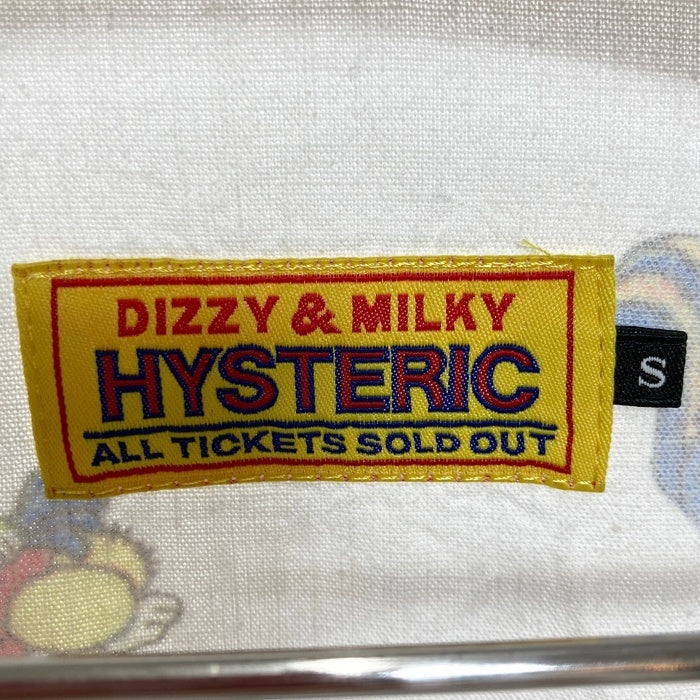 DIZZY & MILKY
HYSTERIC
ALL TICKETS SOLD OUT
S